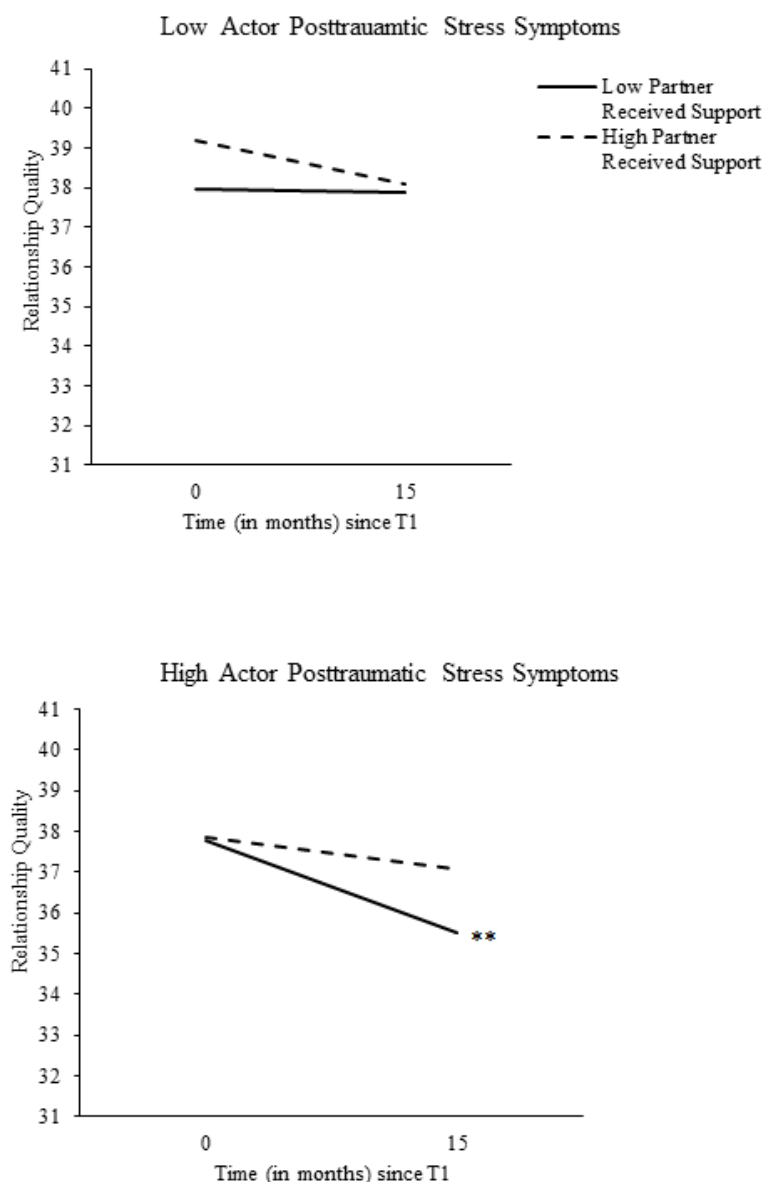 Low Actor Posttrauamtic Stress Symptoms
41
40
39
38
37
36
35
34
33
32
31
Relationship Quality
0 15
Time (in months) since T1
Low Partner
Received Support
High Partner
Received Support
High Actor Posttraumatic Stress Symptoms
41
40
39
38
37
36
35
34
33
32
31
Relationship Quality
**
0 15
Time (in months) since T1